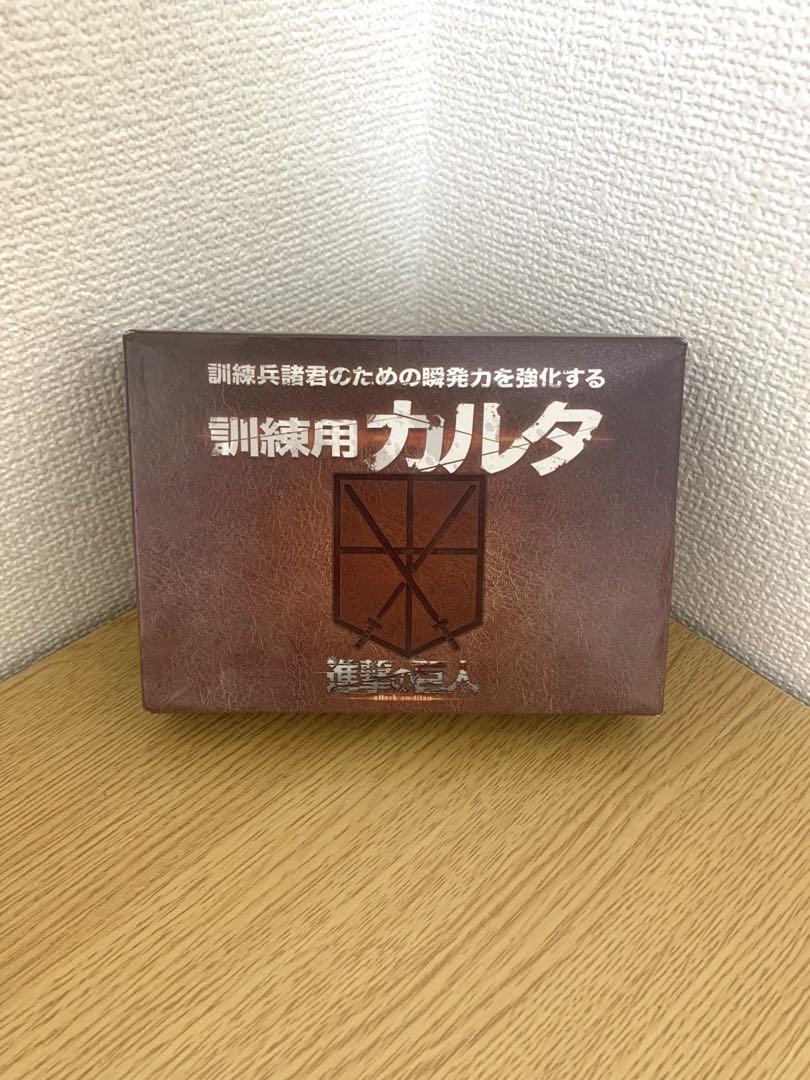 訓練兵諸君のための瞬発力を強化する
訓練用カルタ
進撃の巨人
attack on titan